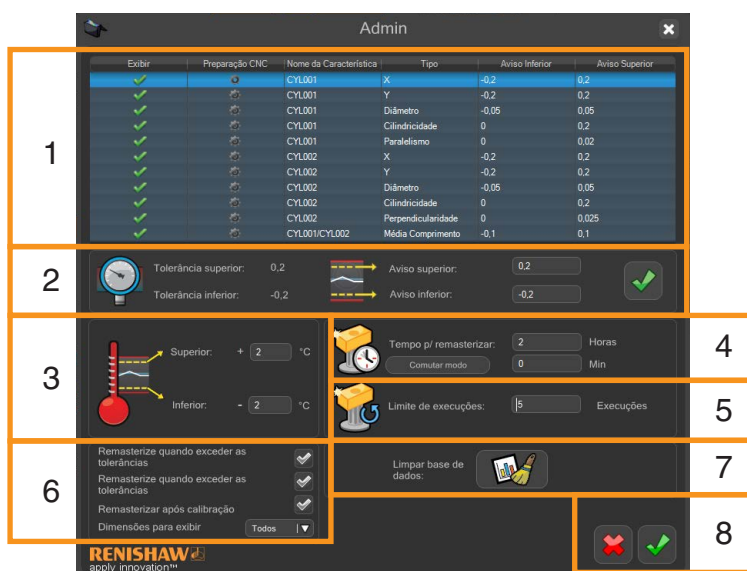 Admin
Exibir Preparação CNC Nome da Característica Tipo Aviso Inferior Aviso Superior
CYL001 X -0,2 0,2
CYL001 Y -0,2 0,2
CYL001 Diâmetro -0,05 0,05
CYL001 Cilindricidade 0 0,2
1 CYL001 Paralelismo 0 0,02
CYL002 X -0,2 0,2
CYL002 Y -0,2 0,2
CYL002 Diâmetro -0,05 0,05
CYL002 Cilindricidade 0 0,2
CYL002 Perpendicularidade 0 0,025
CYL001/CYL002 Média Comprimento -0,1 0,1
2
Tolerância superior: 0,2 Aviso superior: 0,2
Tolerância inferior: -0,2 Aviso inferior: -0,2
3
Superior: + 2 °C
Inferior: - 2 °C
Tempo p/ remasterizar: 2 Horas
Comutar modo 0 Min
4
Limite de execuções: 5 Execuções
5
6
Remasterize quando exceder as
tolerâncias
Remasterize quando exceder as
tolerâncias
Remasterizar após calibração
Dimensões para exibir Todos
Limpar base de
dados:
7
8
RENISHAW
apply innovation™